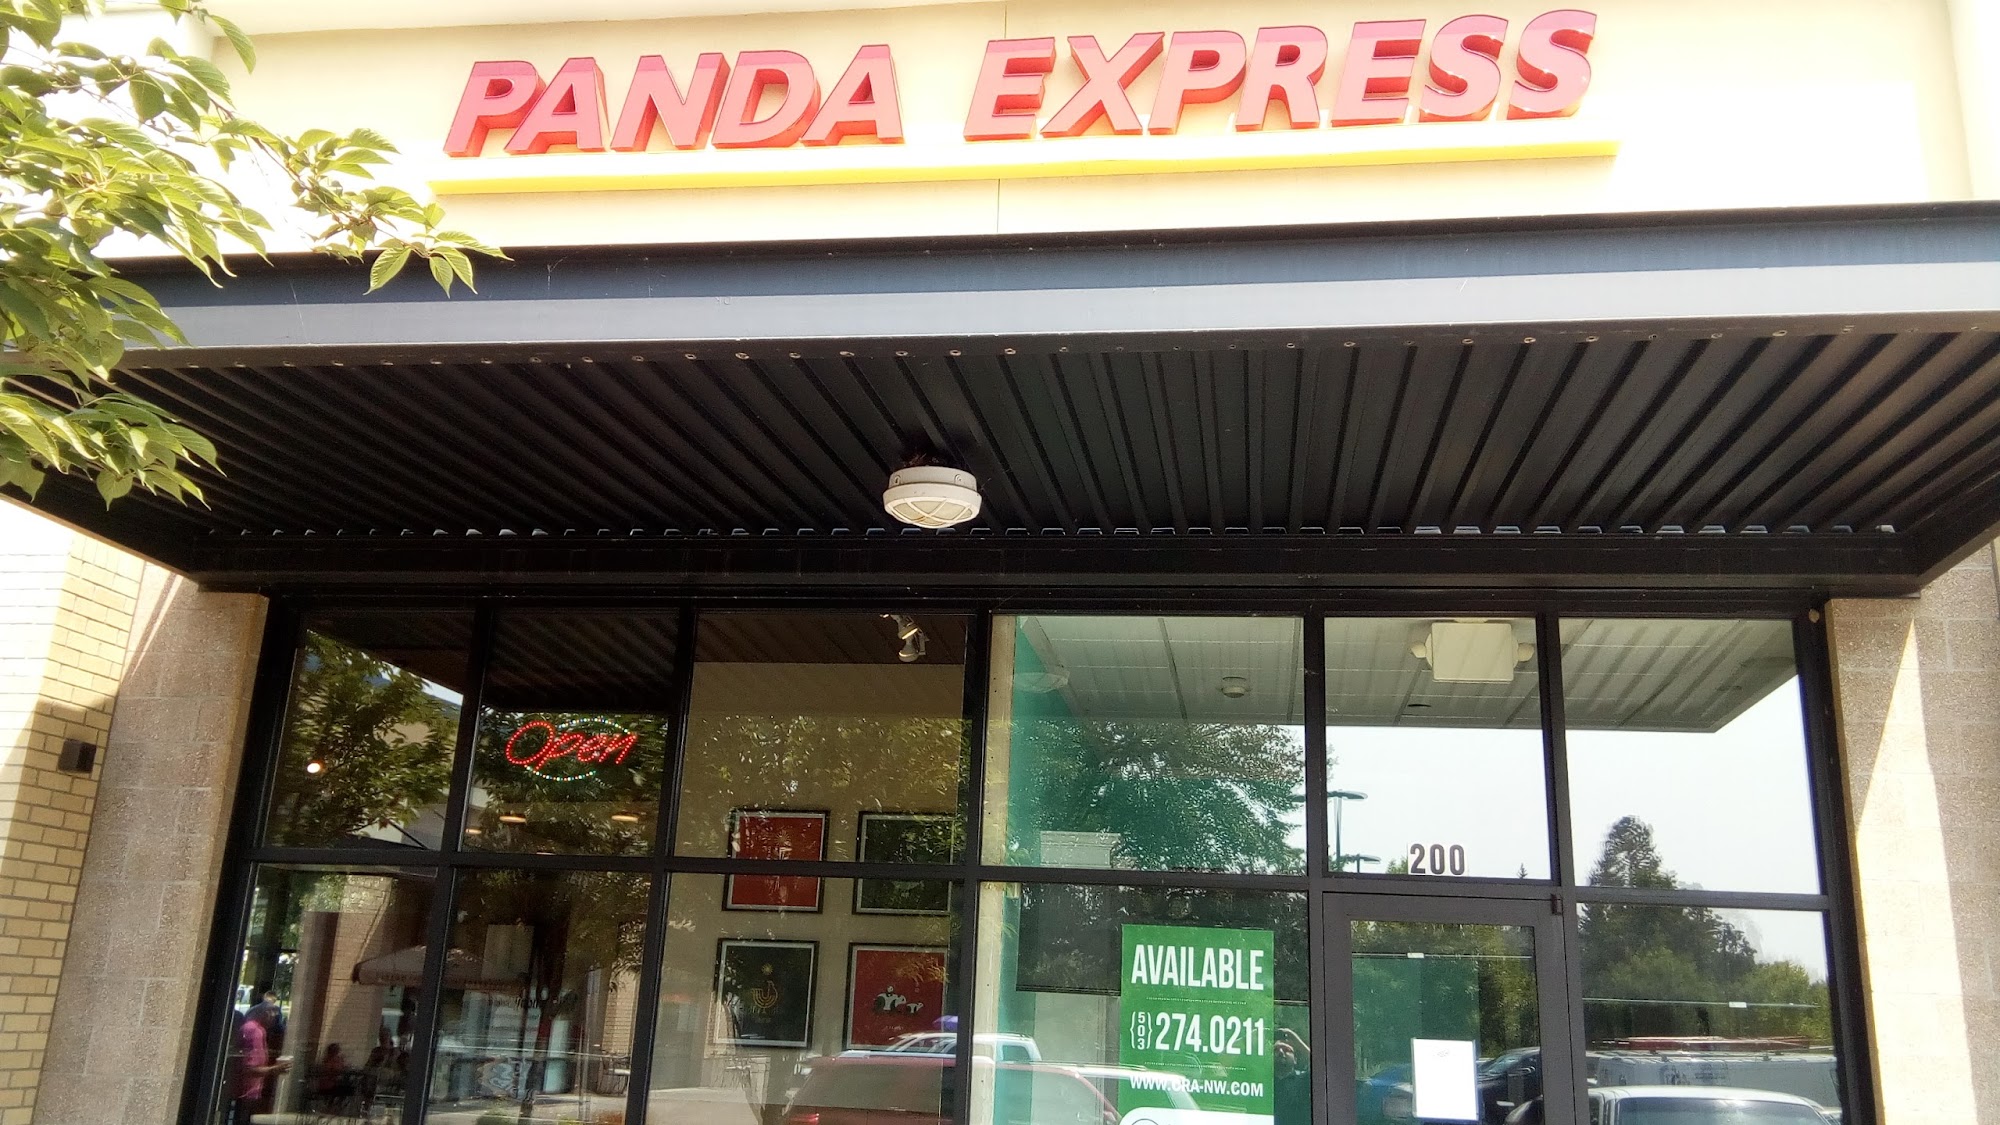 PANDA EXPRESS
Open
200
AVAILABLE
{503} 274.0211
WWW.CRA-NW.COM